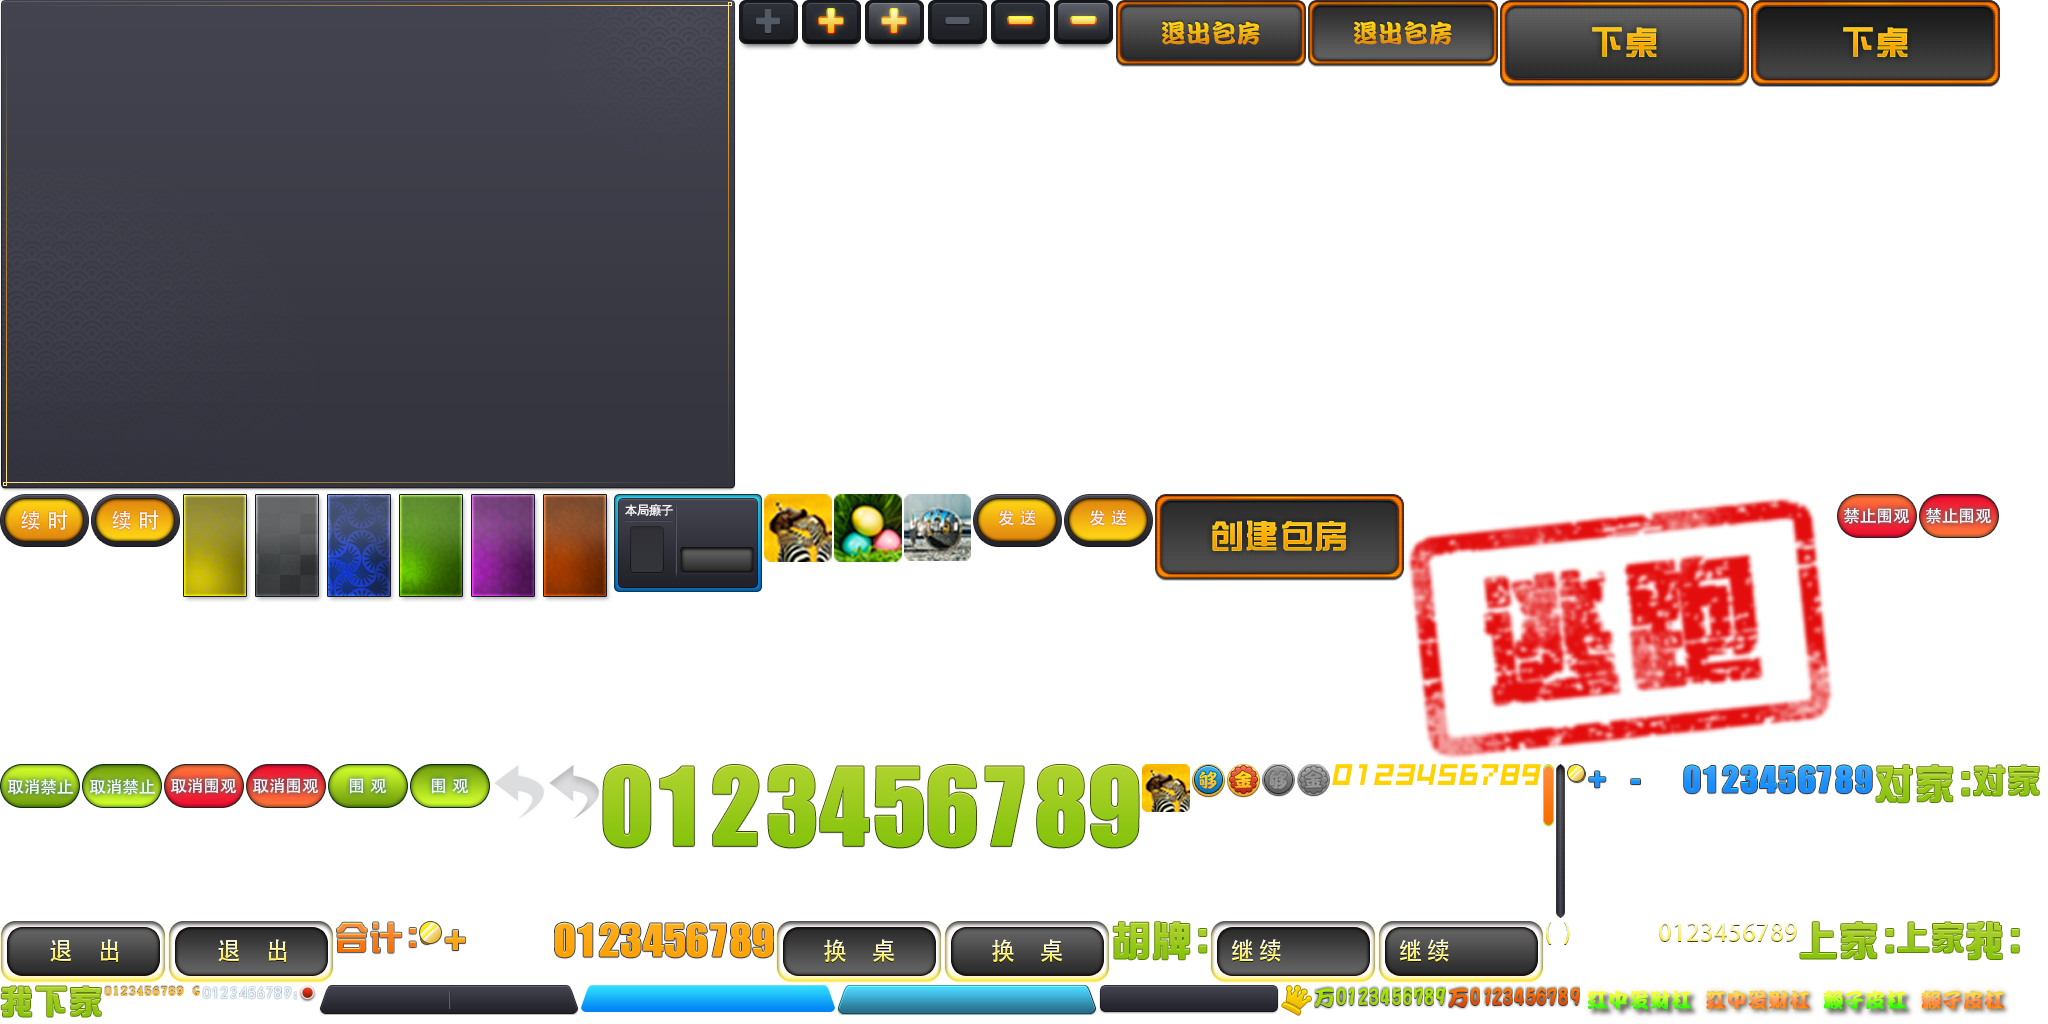 退出包房 退出包房 下桌 下桌
续时 续时 本局癞子 发送 发送 创建包房 逃跑 禁止围观 禁止围观
取消禁止 取消禁止 取消围观 取消围观 围观 围观 0123456789 够 金 够 金 0123456789 + - 0123456789 对家:对家
退出 退出 合计: + 0123456789 换桌 换桌 胡牌: 继续 继续 ( ) 0123456789 上家:上家我:
我下家 0123456789 0123456789: 万0123456789 万0123456789 红中发财杠 红中发财杠 癞子皮杠 癞子皮杠